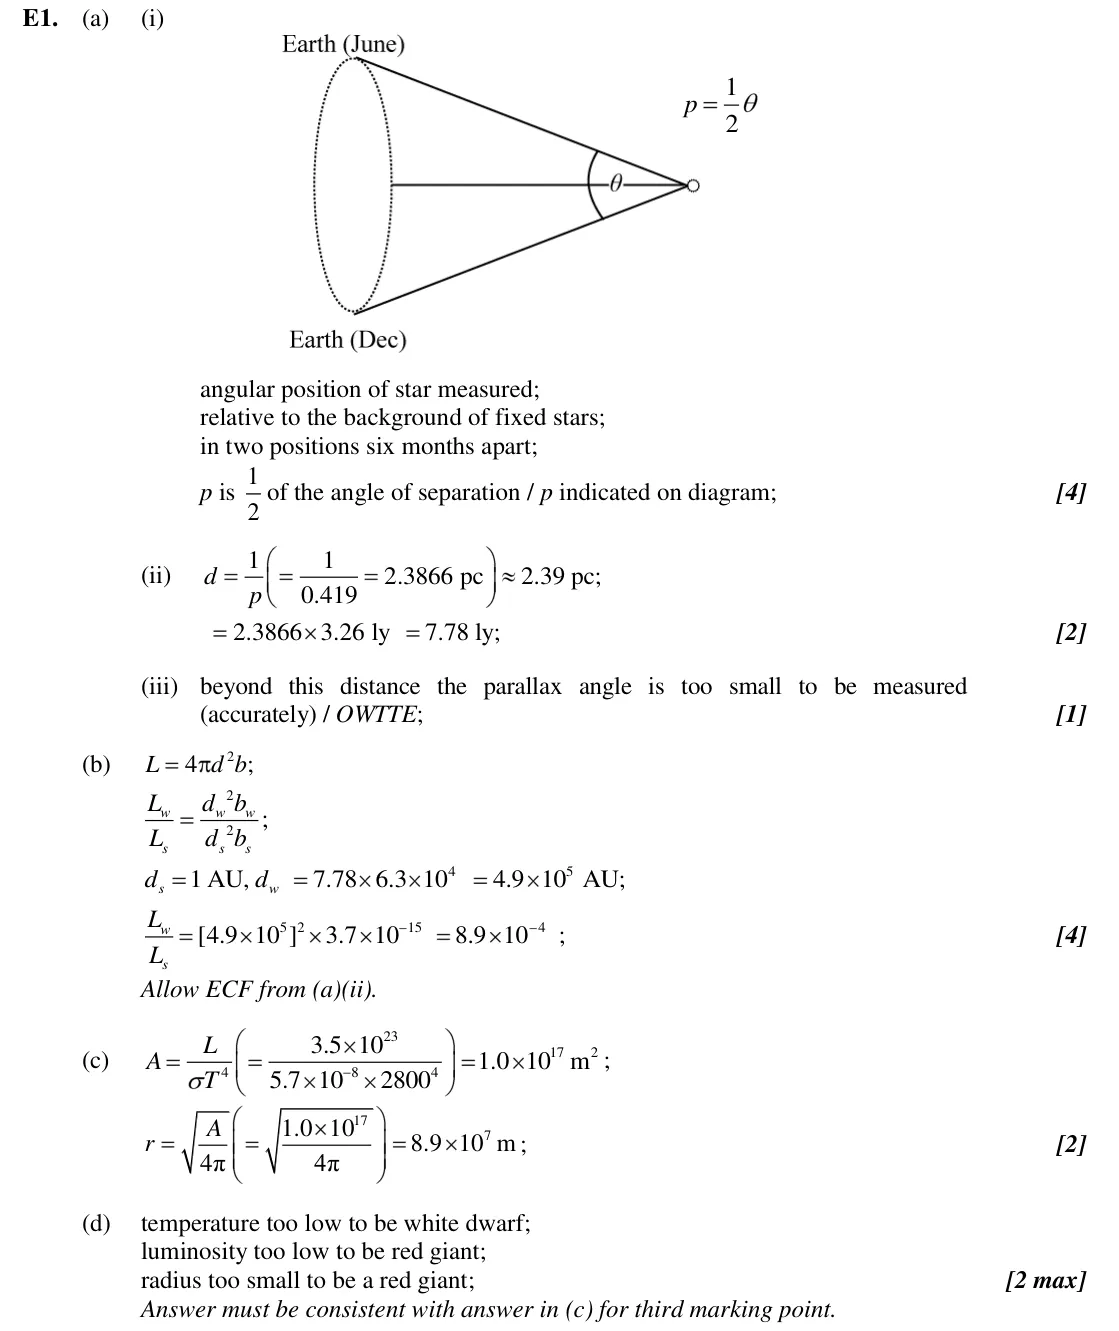 E1. (a) (i)
Earth (June)
p = 1/2 θ
θ
Earth (Dec)
angular position of star measured;
relative to the background of fixed stars;
in two positions six months apart;
p is 1/2 of the angle of separation / p indicated on diagram; [4]
(ii) d = 1/p (= 1/0.419 = 2.3866 pc) ≈ 2.39 pc;
= 2.3866×3.26 ly = 7.78 ly; [2]
(iii) beyond this distance the parallax angle is too small to be measured
(accurately) / OWTTE; [1]
(b) L = 4πd²b;
L_w/L_s = d_w²b_w/d_s²b_s;
d_s = 1 AU, d_w = 7.78×6.3×10⁴ = 4.9×10⁵ AU;
L_w/L_s = [4.9×10⁵]²×3.7×10⁻¹⁵ = 8.9×10⁻⁴ ; [4]
Allow ECF from (a)(ii).
(c) A = L/σT⁴ (= 3.5×10²³/5.7×10⁻⁸×2800⁴) = 1.0×10¹⁷ m² ;
r = √(A/4π) (= √(1.0×10¹⁷/4π)) = 8.9×10⁷ m ; [2]
(d) temperature too low to be white dwarf;
luminosity too low to be red giant;
radius too small to be a red giant; [2 max]
Answer must be consistent with answer in (c) for third marking point.